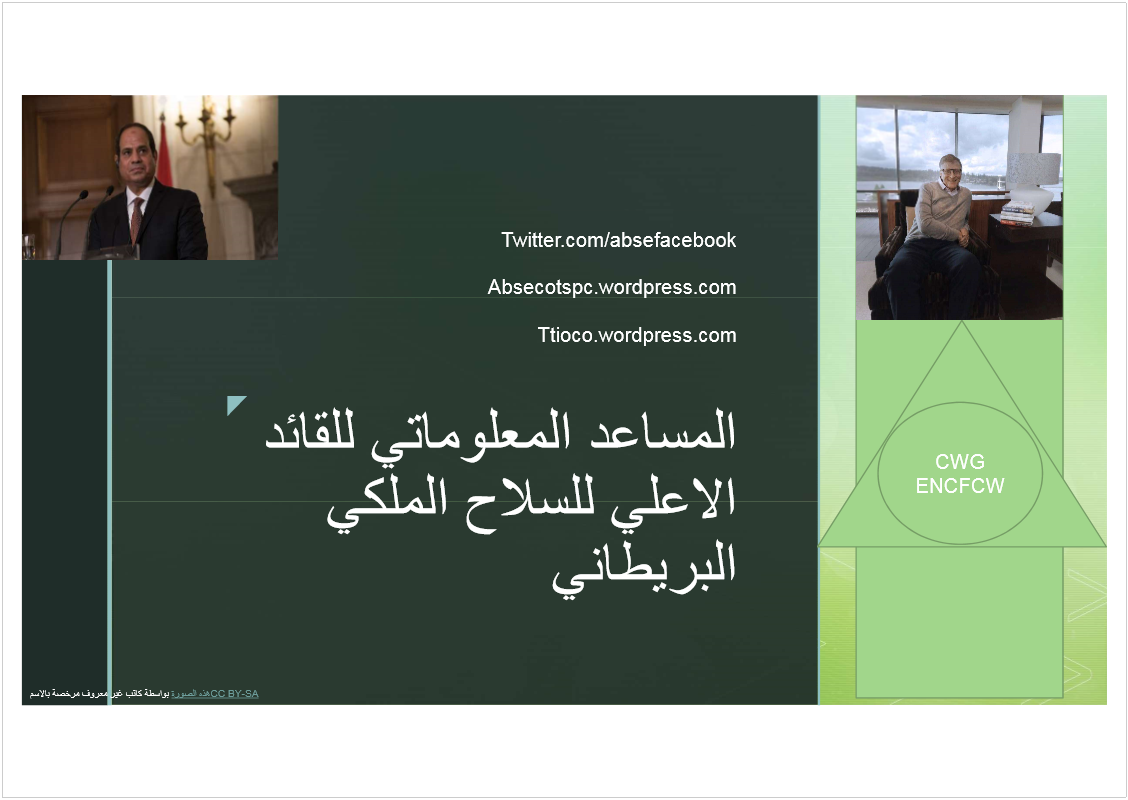 Twitter.com/absefacebook
Absecotspc.wordpress.com
Ttioco.wordpress.com
المساعد المعلوماتي للقائد
الاعلي للسلاح الملكي
البريطاني
CWG
ENCFCW
هذه الصورة بواسطة كاتب غير معروف مرخصة بالاسم CC BY-SA